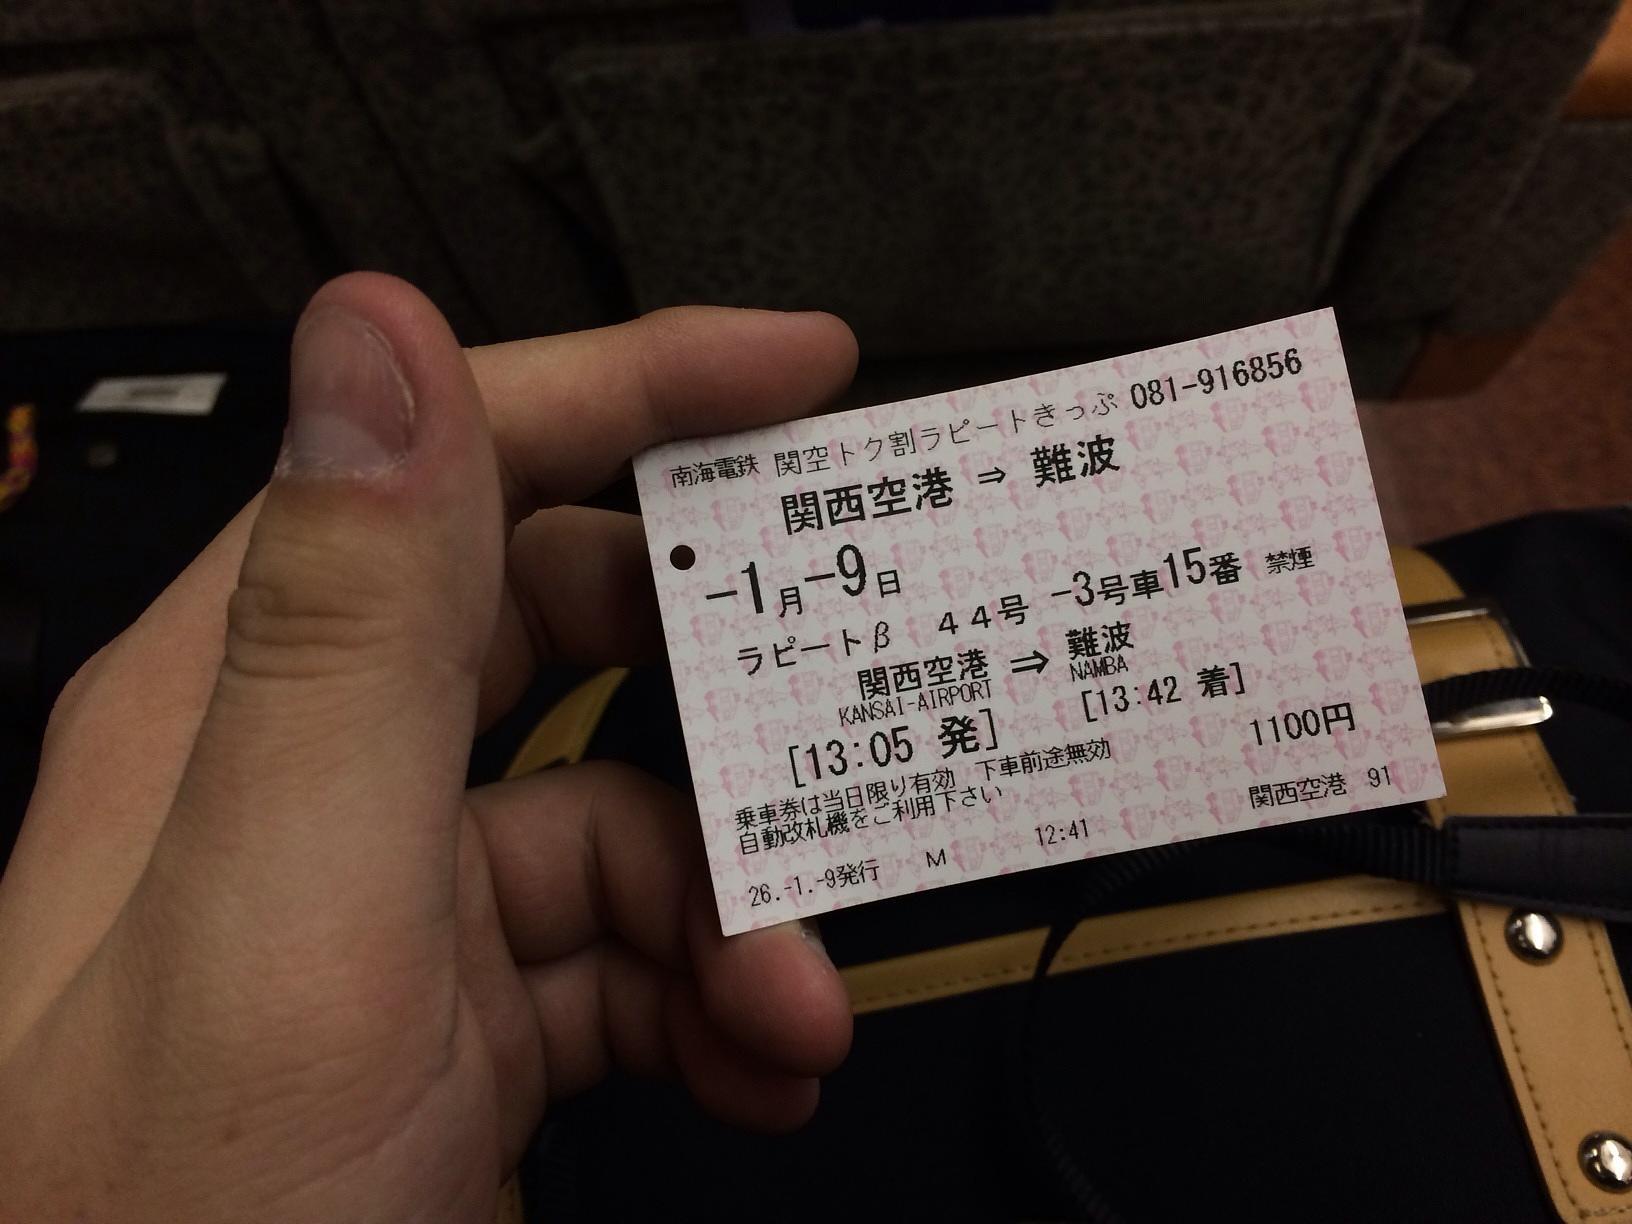 南海電鉄 関空トク割ラピートきっぷ 081-916856
関西空港 ⇒ 難波
-1月-9日
ラピートβ 44号 -3号車15番 禁煙
関西空港 ⇒ 難波
KANSAI-AIRPORT NAMBA
[13:05 発] [13:42 着]
乗車券は当日限り有効 下車前途無効 1100円
自動改札機をご利用下さい
26.-1.-9発行 M 12:41 関西空港 91